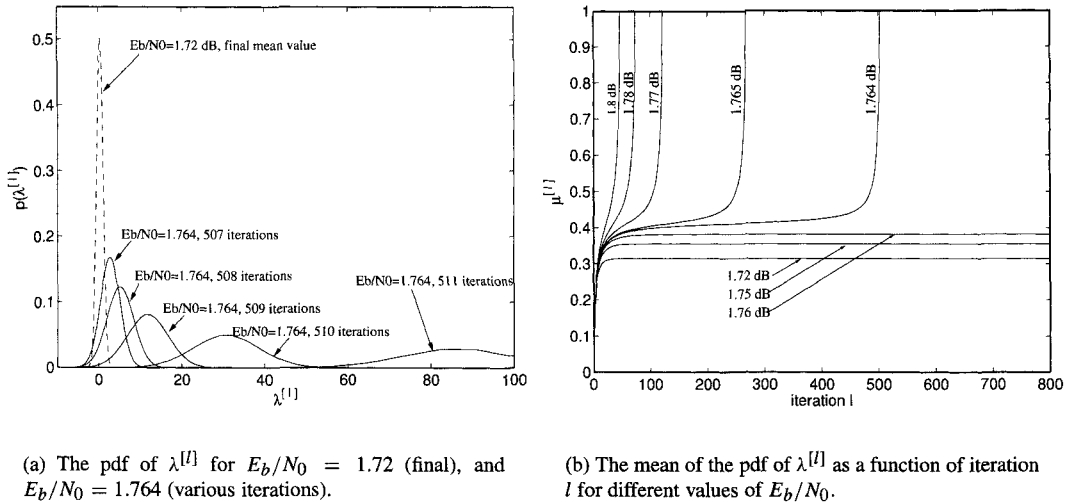 0.5
0.4
0.3
0.2
0.1
0
p(λ^[l])
0
20
40
60
80
100
λ^[l]
Eb/N0=1.72 dB, final mean value
Eb/N0=1.764, 507 iterations
Eb/N0=1.764, 508 iterations
Eb/N0=1.764, 509 iterations
Eb/N0=1.764, 510 iterations
Eb/N0=1.764, 511 iterations
(a) The pdf of λ^[l] for E_b/N_0 = 1.72 (final), and
E_b/N_0 = 1.764 (various iterations).
1
0.9
0.8
0.7
0.6
0.5
0.4
0.3
0.2
0.1
0
μ^[l]
0
100
200
300
400
500
600
700
800
iteration l
1.8 dB
1.78 dB
1.77 dB
1.765 dB
1.764 dB
1.72 dB
1.75 dB
1.76 dB
(b) The mean of the pdf of λ^[l] as a function of iteration
l for different values of E_b/N_0.